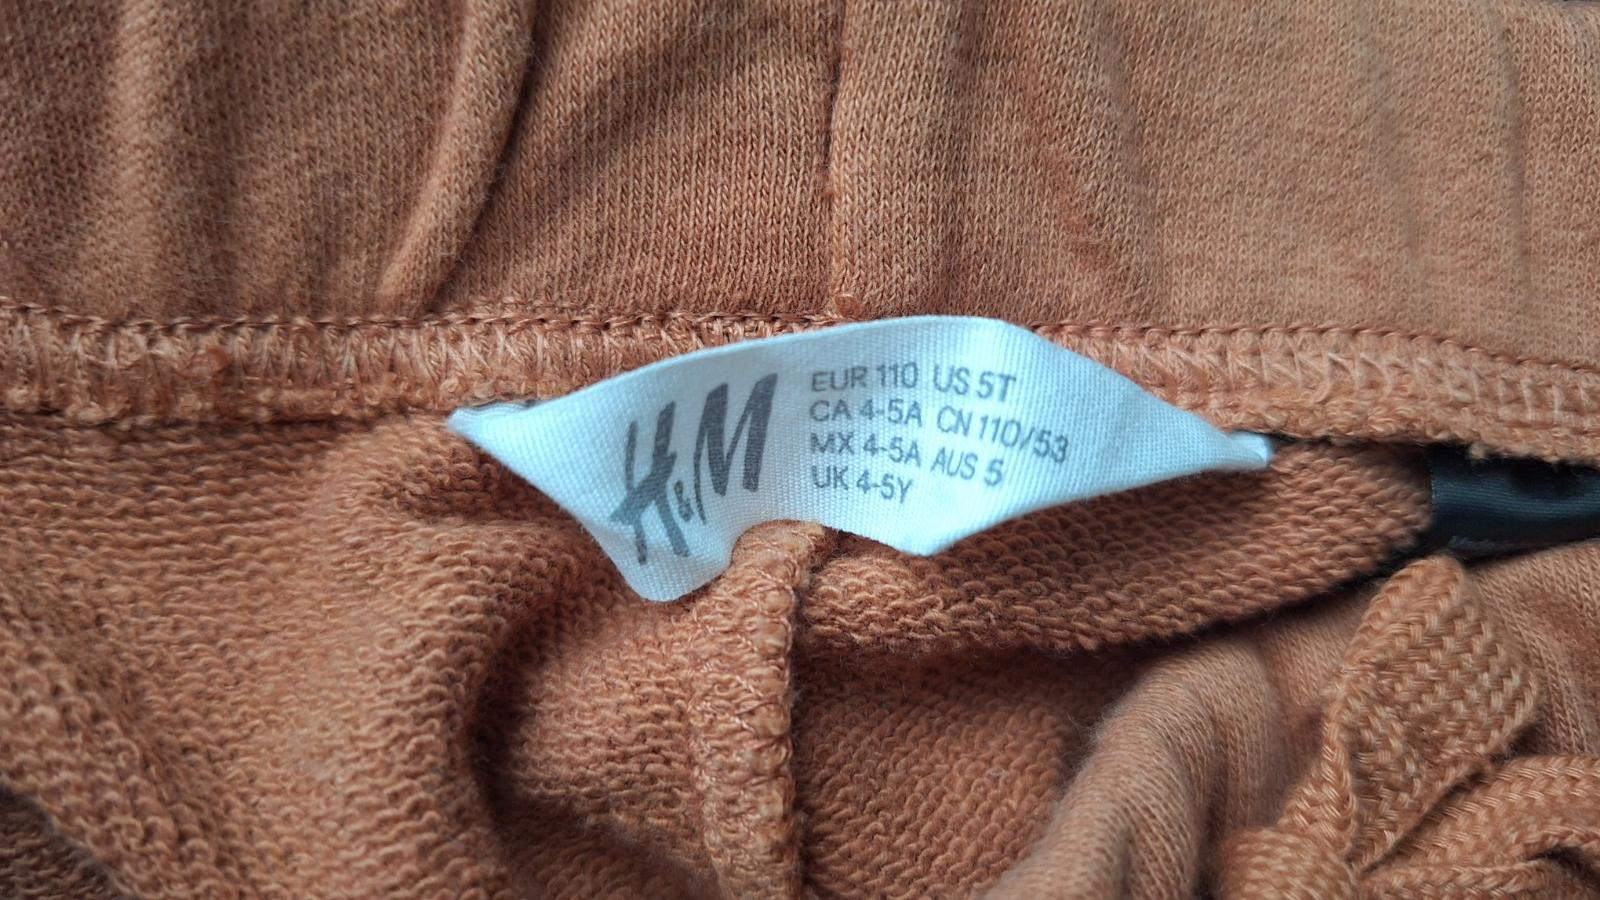 H&M
EUR 110 US 5T
CA 4-5A CN 110/53
MX 4-5A AUS 5
UK 4-5Y